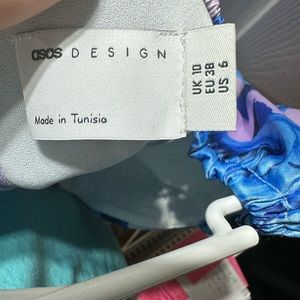 asos DESIGN
Made in Tunisia
UK 10
EU 38
US 6